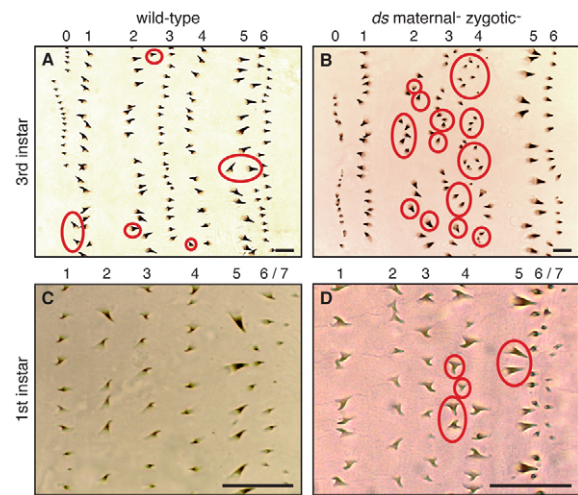 wild-type
ds maternal- zygotic-
0 1 2 3 4 5 6
0 1 2 3 4 5 6
3rd instar
A
B
1 2 3 4 5 6 / 7
1 2 3 4 5 6 / 7
1st instar
C
D